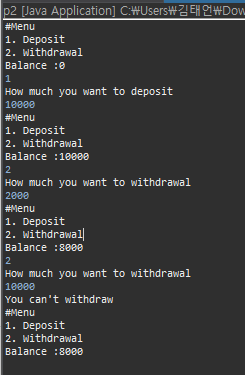 p2 [Java Application] C:\Users\김태언\Dow
#Menu
1. Deposit
2. Withdrawal
Balance :0
1
How much you want to deposit
10000
#Menu
1. Deposit
2. Withdrawal
Balance :10000
2
How much you want to withdrawal
2000
#Menu
1. Deposit
2. Withdrawal
Balance :8000
2
How much you want to withdrawal
10000
You can't withdraw
#Menu
1. Deposit
2. Withdrawal
Balance :8000